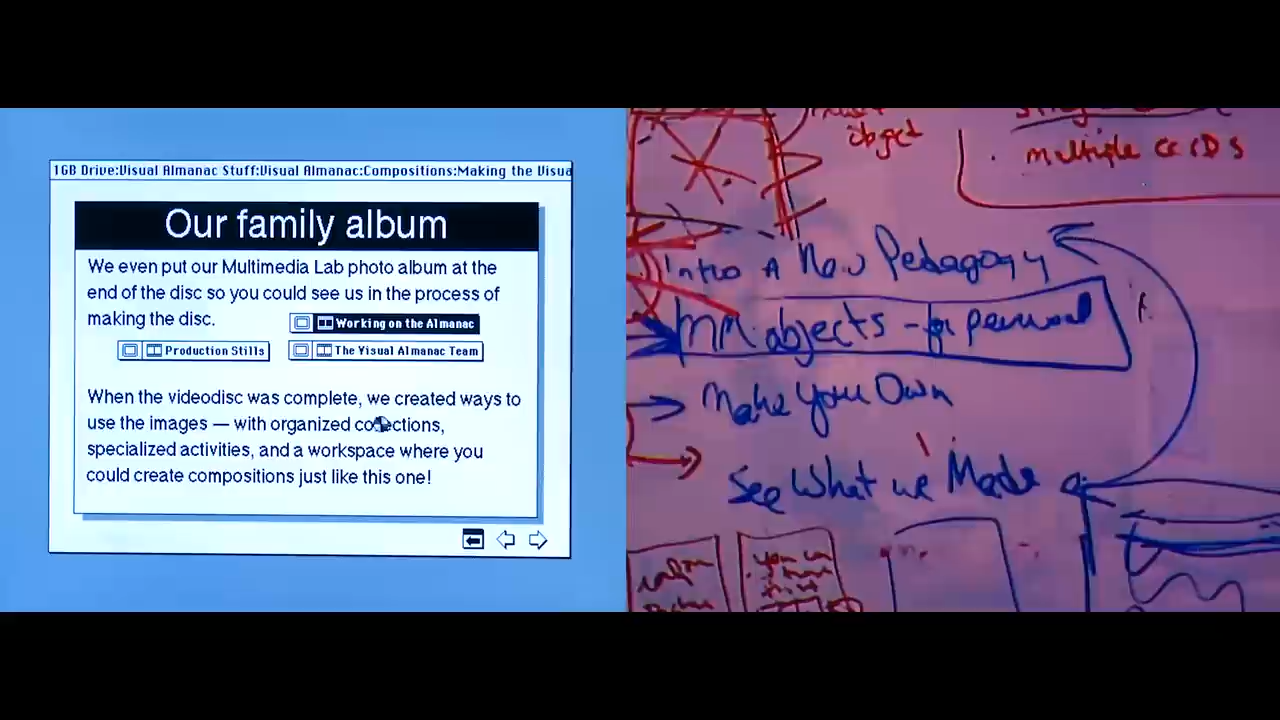 1GB Drive:Visual Almanac Stuff:Visual Almanac:Compositions:Making the Visua
Our family album
We even put our Multimedia Lab photo album at the
end of the disc so you could see us in the process of
making the disc.
Working on the Almanac
Production Stills
The Visual Almanac Team
When the videodisc was complete, we created ways to
use the images — with organized collections,
specialized activities, and a workspace where you
could create compositions just like this one!
object
multiple
Intro A New Pedagogy
MM objects - for personal
Make Your Own
See What we Made
you can